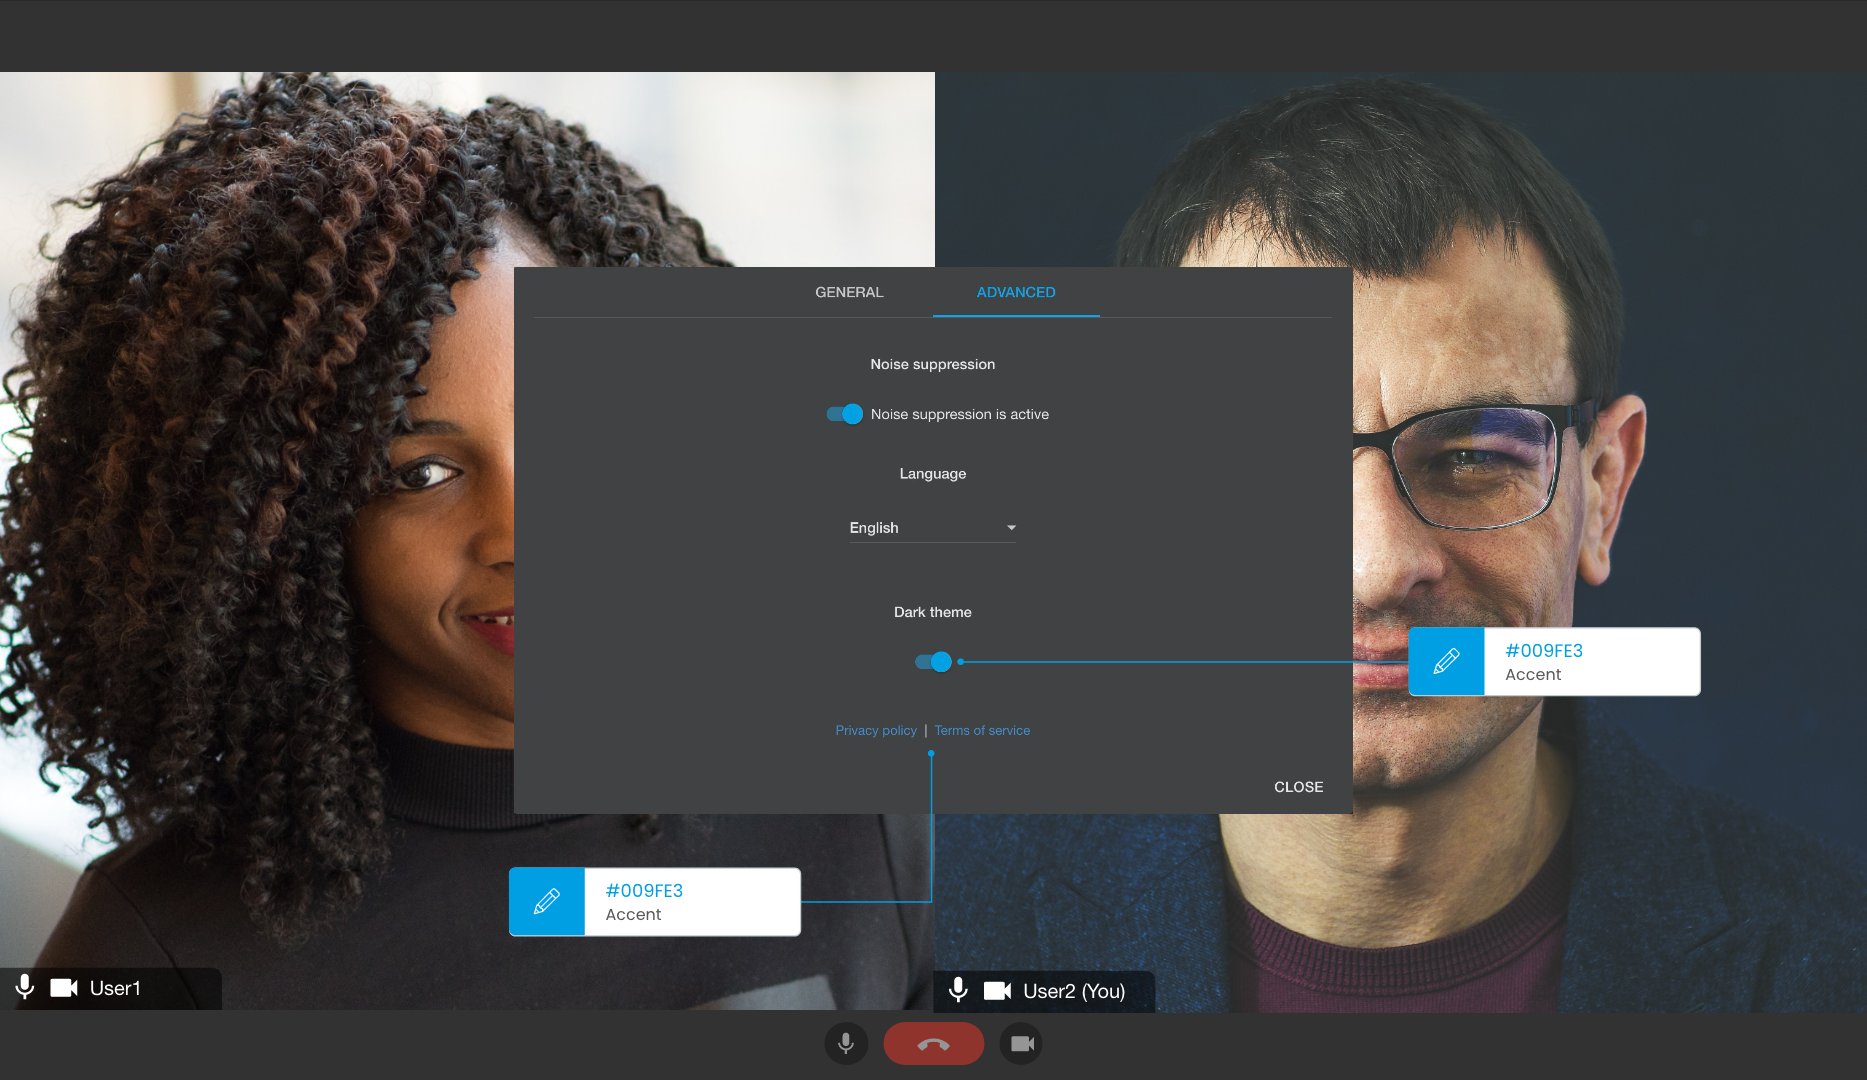 GENERAL
ADVANCED
Noise suppression
Noise suppression is active
Language
English
Dark theme
#009FE3
Accent
Privacy policy | Terms of service
CLOSE
#009FE3
Accent
User1
User2 (You)